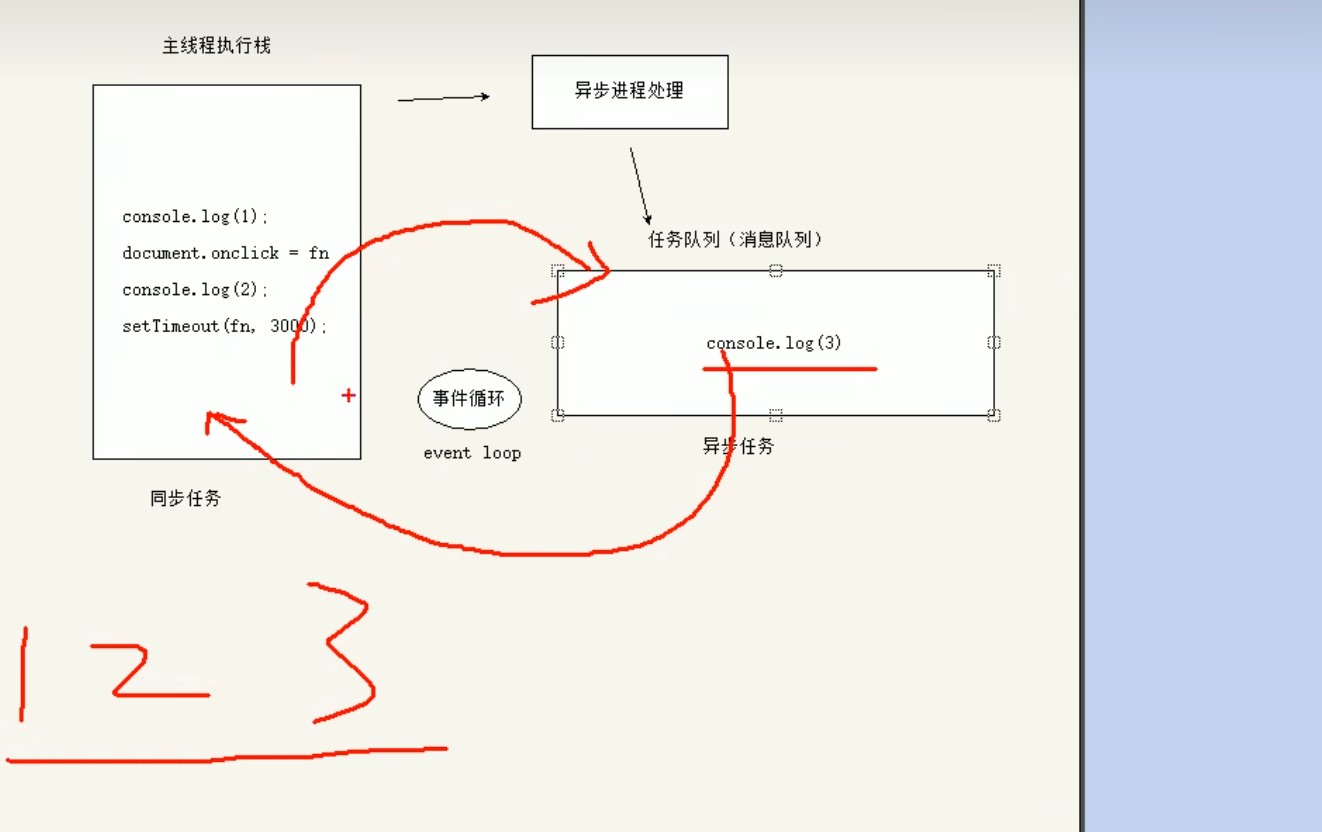 主线程执行栈
异步进程处理
console.log(1);
document.onclick = fn
console.log(2);
setTimeout(fn, 3000);
任务队列（消息队列）
console.log(3)
事件循环
event loop
异步任务
同步任务
1 2 3